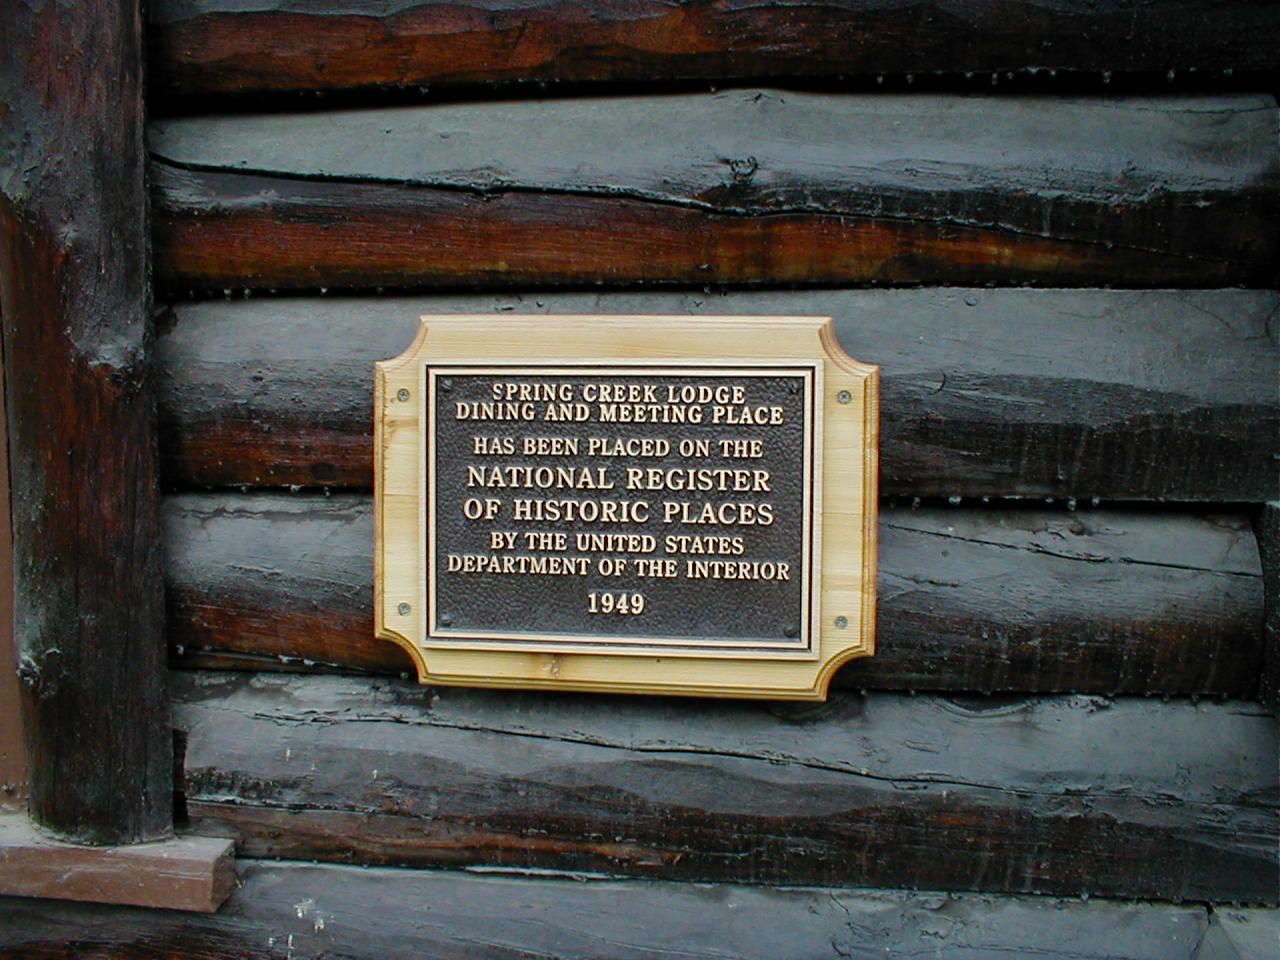 SPRING CREEK LODGE
DINING AND MEETING PLACE
HAS BEEN PLACED ON THE
NATIONAL REGISTER
OF HISTORIC PLACES
BY THE UNITED STATES
DEPARTMENT OF THE INTERIOR
1949